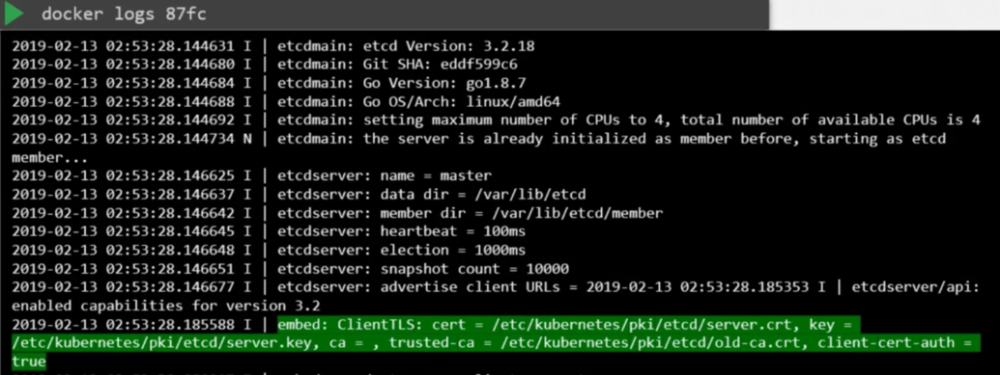 docker logs 87fc
2019-02-13 02:53:28.144631 I | etcdmain: etcd Version: 3.2.18
2019-02-13 02:53:28.144680 I | etcdmain: Git SHA: eddf599c6
2019-02-13 02:53:28.144684 I | etcdmain: Go Version: go1.8.7
2019-02-13 02:53:28.144688 I | etcdmain: Go OS/Arch: linux/amd64
2019-02-13 02:53:28.144692 I | etcdmain: setting maximum number of CPUs to 4, total number of available CPUs is 4
2019-02-13 02:53:28.144734 N | etcdmain: the server is already initialized as member before, starting as etcd
member...
2019-02-13 02:53:28.146625 I | etcdserver: name = master
2019-02-13 02:53:28.146637 I | etcdserver: data dir = /var/lib/etcd
2019-02-13 02:53:28.146642 I | etcdserver: member dir = /var/lib/etcd/member
2019-02-13 02:53:28.146645 I | etcdserver: heartbeat = 100ms
2019-02-13 02:53:28.146648 I | etcdserver: election = 1000ms
2019-02-13 02:53:28.146651 I | etcdserver: snapshot count = 10000
2019-02-13 02:53:28.146677 I | etcdserver: advertise client URLs = 2019-02-13 02:53:28.185353 I | etcdserver/api:
enabled capabilities for version 3.2
2019-02-13 02:53:28.185588 I | embed: ClientTLS: cert = /etc/kubernetes/pki/etcd/server.crt, key =
/etc/kubernetes/pki/etcd/server.key, ca = , trusted-ca = /etc/kubernetes/pki/etcd/old-ca.crt, client-cert-auth =
true